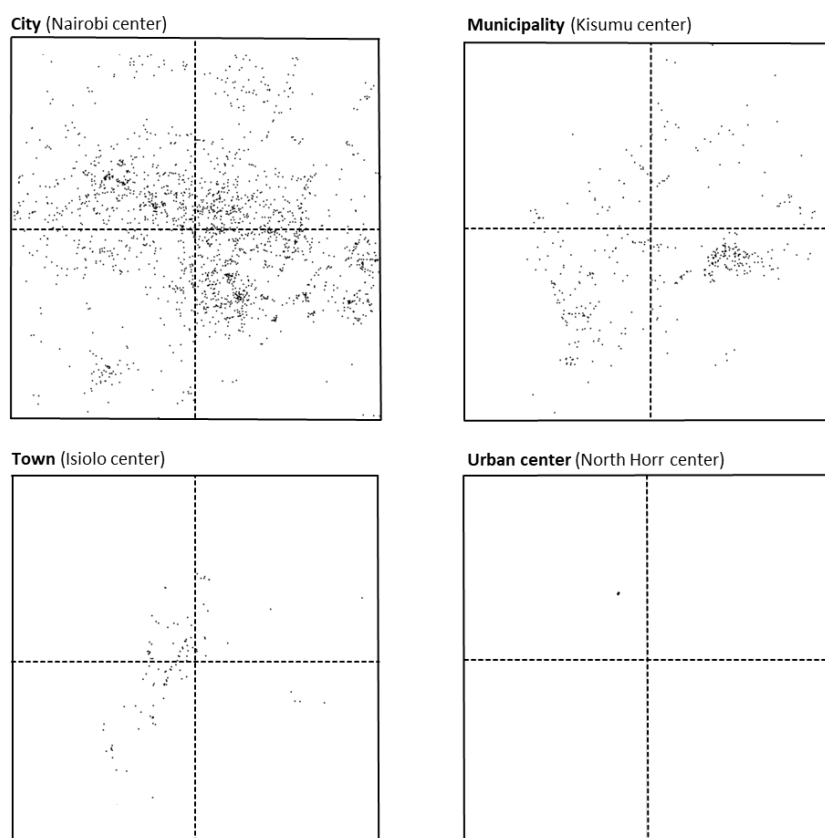 City (Nairobi center)
Municipality (Kisumu center)
Town (Isiolo center)
Urban center (North Horr center)